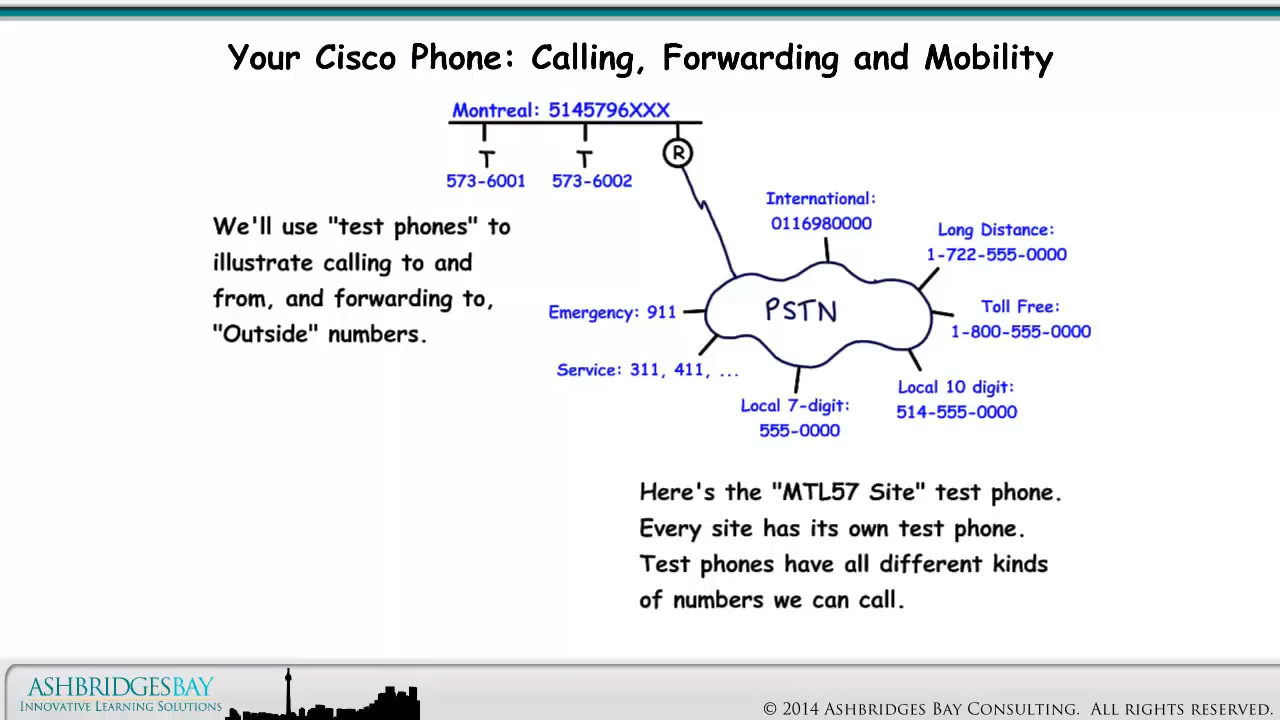 Your Cisco Phone: Calling, Forwarding and Mobility
Montreal: 5145796XXX
T
T
R
573-6001
573-6002
We'll use "test phones" to
illustrate calling to and
from, and forwarding to,
"Outside" numbers.
International:
0116980000
Long Distance:
1-722-555-0000
Emergency: 911
PSTN
Toll Free:
1-800-555-0000
Service: 311, 411, ...
Local 7-digit:
555-0000
Local 10 digit:
514-555-0000
Here's the "MTL57 Site" test phone.
Every site has its own test phone.
Test phones have all different kinds
of numbers we can call.
ASHBRIDGESBAY
INNOVATIVE LEARNING SOLUTIONS
© 2014 ASHBRIDGES BAY CONSULTING. ALL RIGHTS RESERVED.